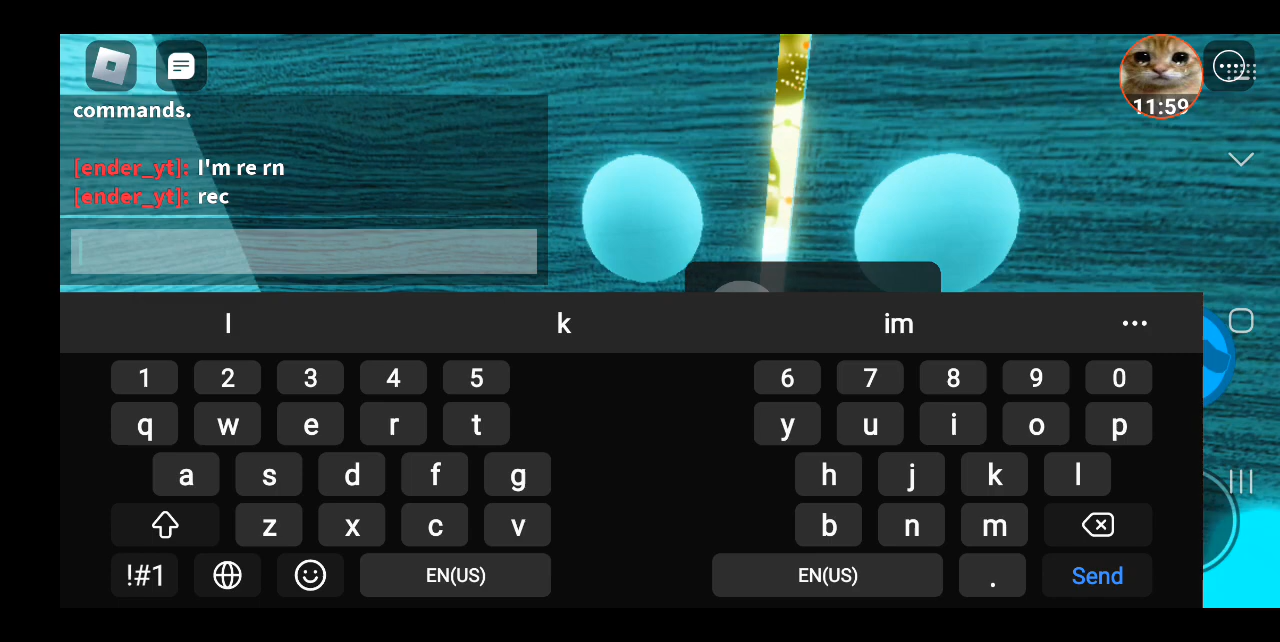 commands.
11:59
[ender_yt]: I'm re rn
[ender_yt]: rec
I k im
1 2 3 4 5 6 7 8 9 0
q w e r t y u i o p
a s d f g h j k l
z x c v b n m
!#1 EN(US) EN(US) . Send